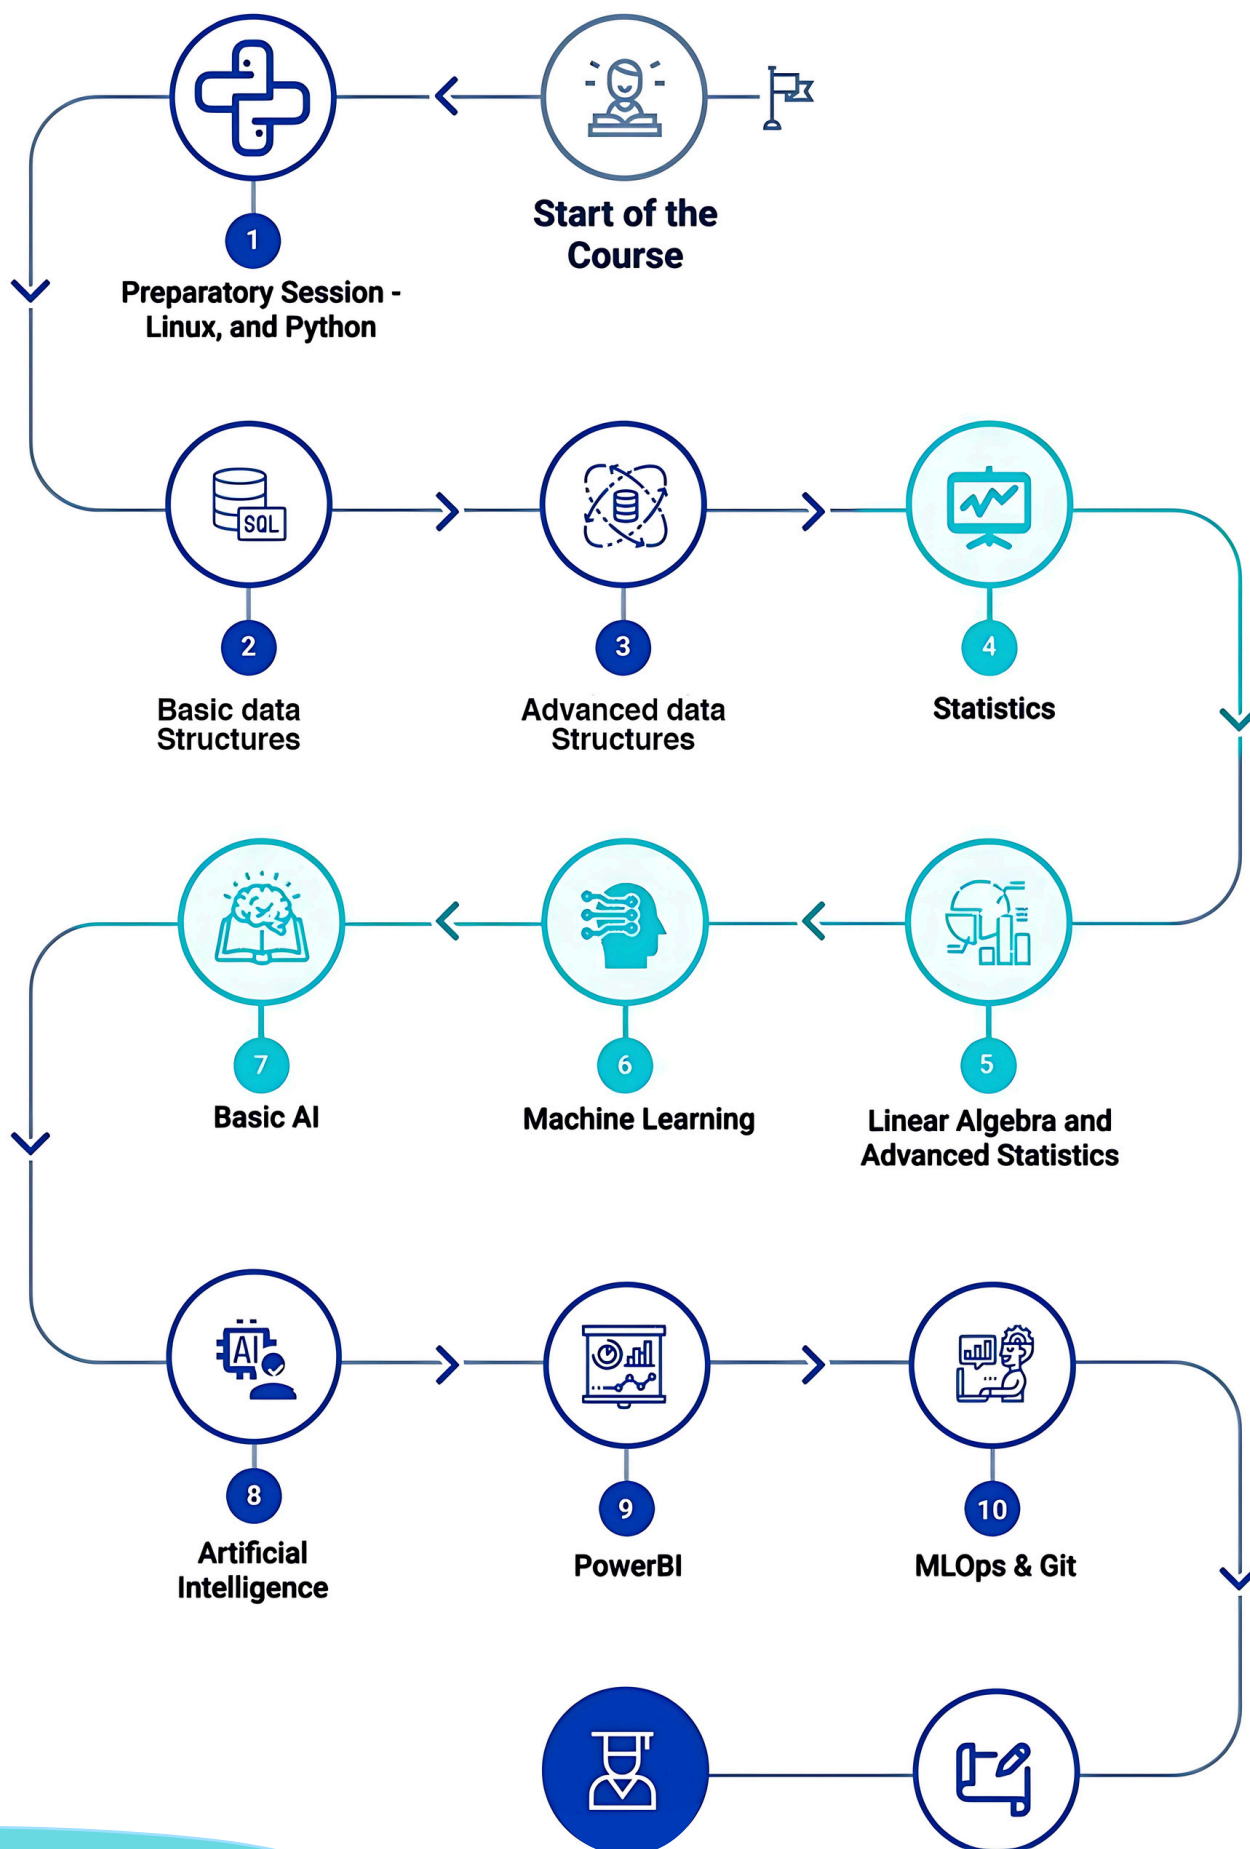 Start of the
Course
1
Preparatory Session -
Linux, and Python
SQL
2
Basic data
Structures
3
Advanced data
Structures
4
Statistics
5
Linear Algebra and
Advanced Statistics
6
Machine Learning
7
Basic AI
AI
8
Artificial
Intelligence
9
PowerBI
10
MLOps & Git